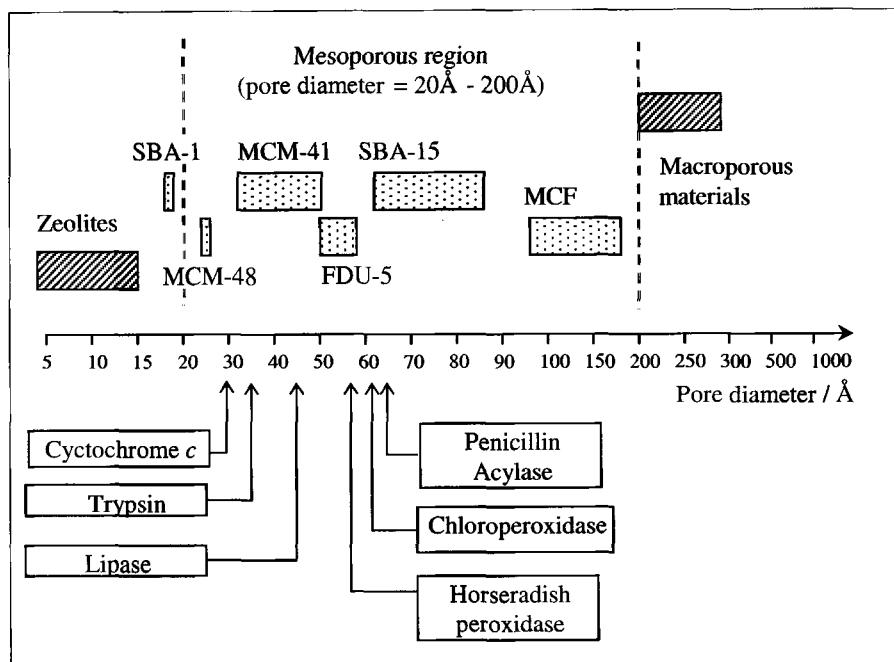 Mesoporous region
(pore diameter = 20Å - 200Å)
SBA-1
MCM-41
SBA-15
Macroporous
materials
MCF
Zeolites
MCM-48
FDU-5
5 10 15 20 30 40 50 60 70 80 90 100 150 200 250 300 500 1000
Pore diameter / Å
Cyctochrome c
Trypsin
Lipase
Penicillin
Acylase
Chloroperoxidase
Horseradish
peroxidase